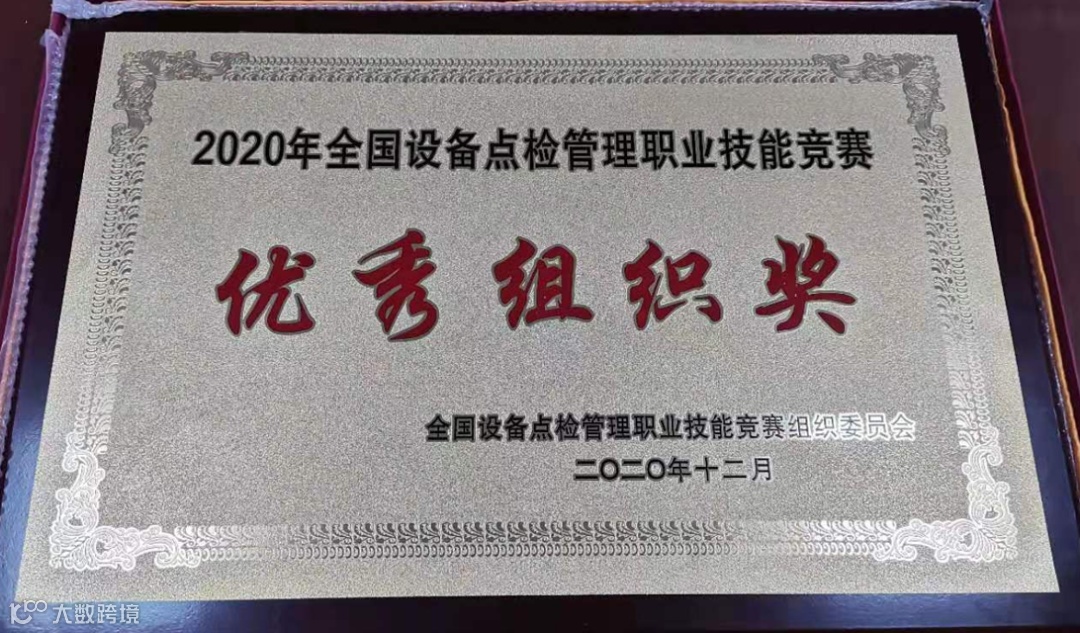 2020年全国设备点检管理职业技能竞赛
优秀组织奖
全国设备点检管理职业技能竞赛组织委员会
二〇二〇年十二月
大数跨境